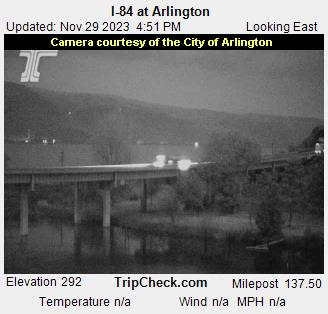 I-84 at Arlington
Updated: Nov 29 2023 4:51 PM Looking East
Camera courtesy of the City of Arlington
Elevation 292 TripCheck.com Milepost 137.50
Temperature n/a Wind n/a MPH n/a